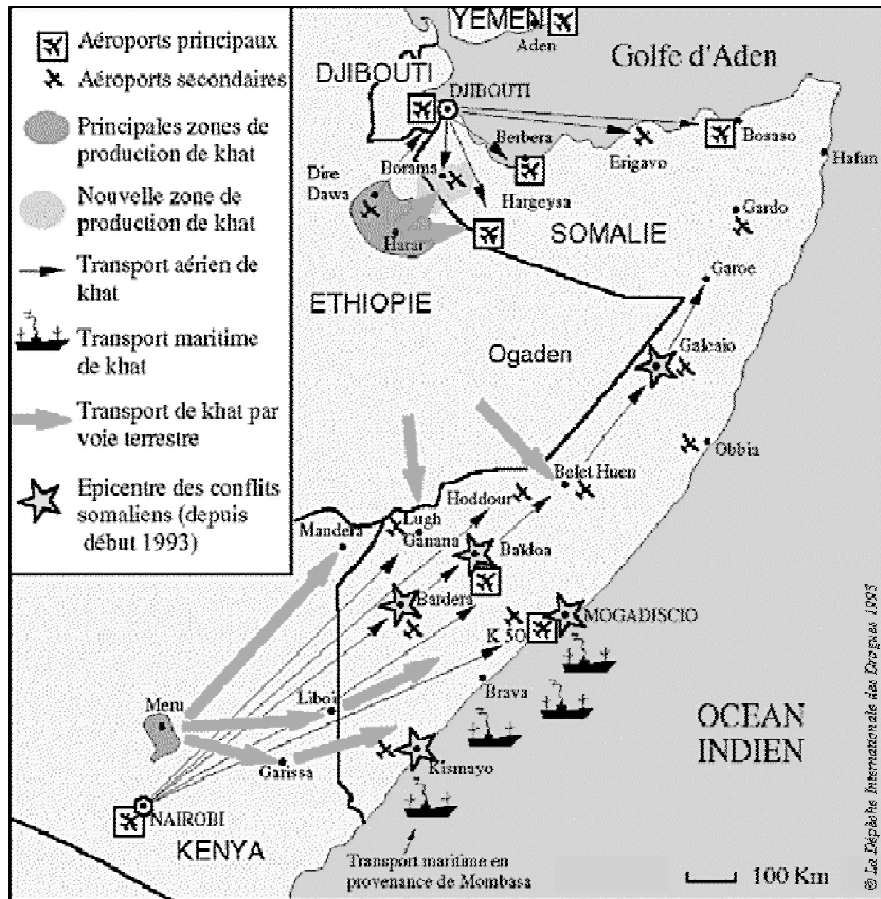 Aéroports principaux
Aéroports secondaires
Principales zones de
production de khat
Nouvelle zone de
production de khat
Transport aérien de
khat
Transport maritime
de khat
Transport de khat par
voie terrestre
Epicentre des conflits
somaliens (depuis
début 1993)
YEMEN
Aden
Golfe d'Aden
DJIBOUTI
DJIBOUTI
Berbera
Erigavo
Bosaso
Hafun
Borama
Dire
Dawa
Hargeysa
Gardo
Harar
SOMALIE
Garoe
ETHIOPIE
Ogaden
Galcaio
Obbia
Belet Huen
Hoddour
Lugh
Ganana
Mandera
Baïdoa
Bardera
K 50
MOGADISCIO
Brava
Liboi
Meru
OCEAN
INDIEN
Garissa
Kismayo
NAIROBI
KENYA
Transport maritime en
provenance de Mombasa
100 Km
© La Dépêche Internationale des Drogues 1995